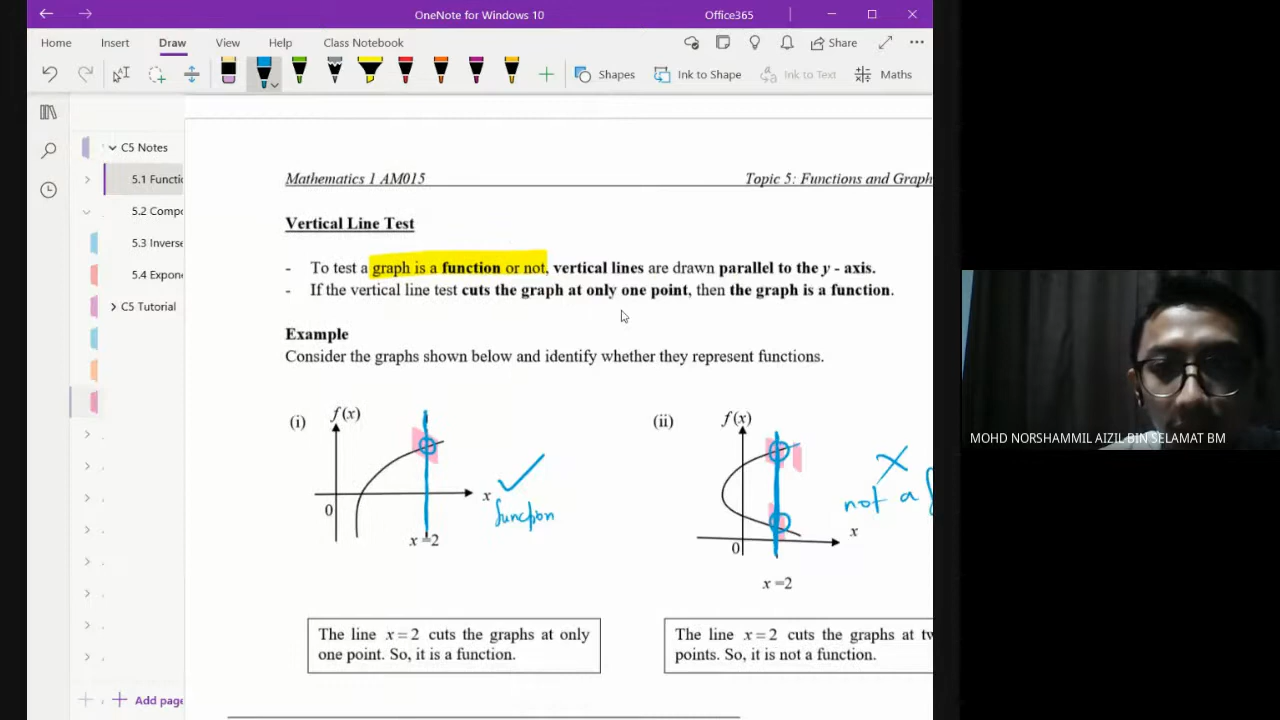 OneNote for Windows 10
Office365
Home Insert Draw View Help Class Notebook Share
Shapes Ink to Shape Ink to Text Maths
C5 Notes
5.1 Functi
5.2 Compo
5.3 Inverse
5.4 Expon
C5 Tutorial
Add page
Mathematics 1 AM015 Topic 5: Functions and Graph
Vertical Line Test
- To test a graph is a function or not, vertical lines are drawn parallel to the y - axis.
- If the vertical line test cuts the graph at only one point, then the graph is a function.
Example
Consider the graphs shown below and identify whether they represent functions.
(i) f(x)
x
0
x =2
function
The line x = 2 cuts the graphs at only
one point. So, it is a function.
(ii) f(x)
x
0
x =2
not a
The line x = 2 cuts the graphs at tw
points. So, it is not a function.
MOHD NORSHAMMIL AIZIL BIN SELAMAT BM